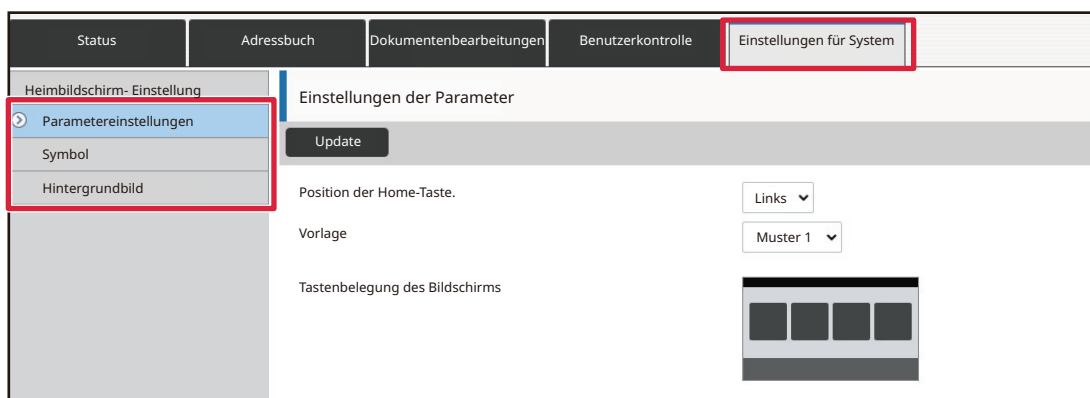 Status
Adressbuch
Dokumentenbearbeitungen
Benutzerkontrolle
Einstellungen für System
Heimbildschirm- Einstellung
Parametereinstellungen
Symbol
Hintergrundbild
Einstellungen der Parameter
Update
Position der Home-Taste.
Links
Vorlage
Muster 1
Tastenbelegung des Bildschirms